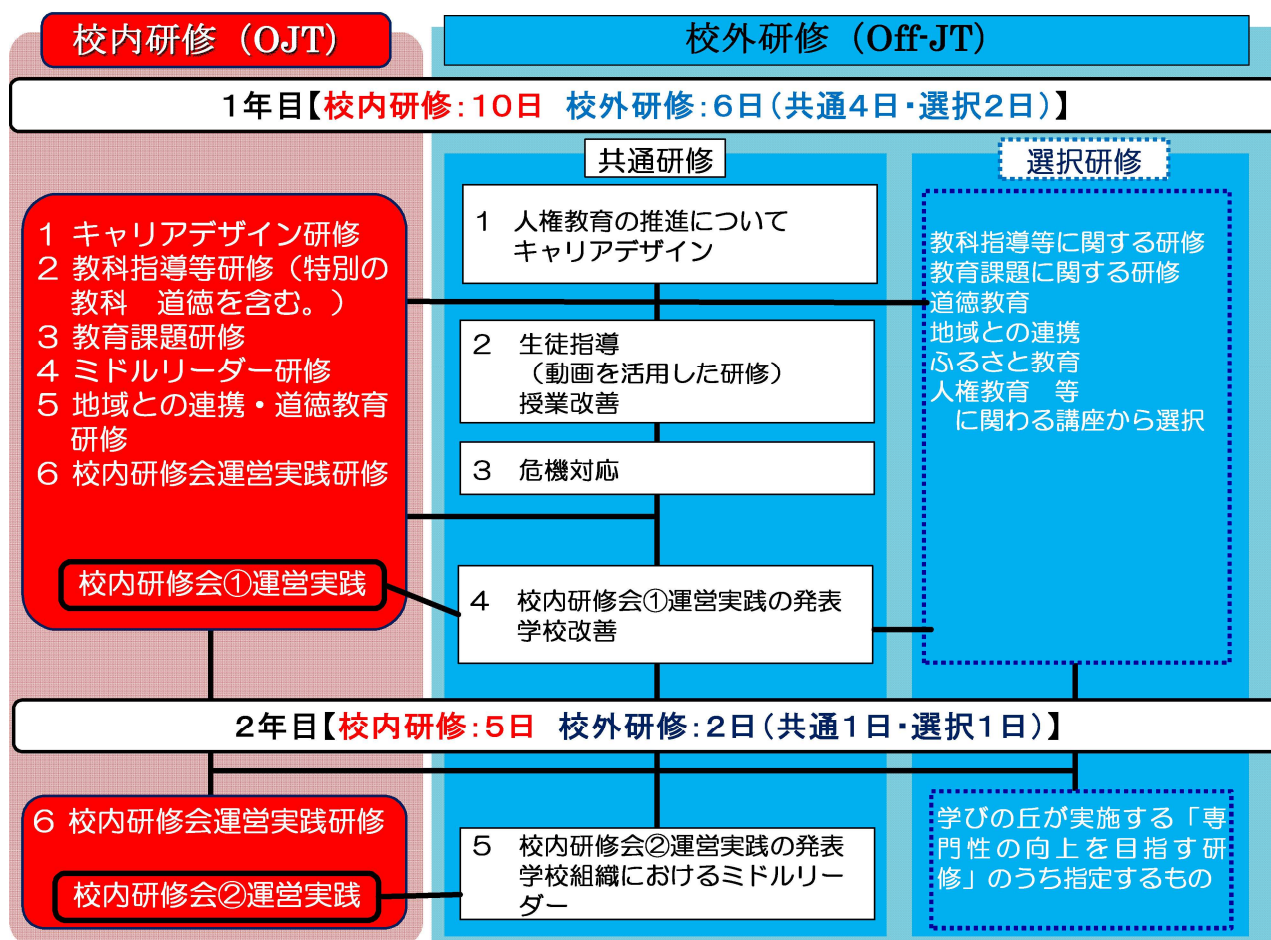 校内研修（OJT）
校外研修（Off-JT）
1年目【校内研修：10日　校外研修：6日（共通4日・選択2日）】
1 キャリアデザイン研修
2 教科指導等研修（特別の
教科　道徳を含む。）
3 教育課題研修
4 ミドルリーダー研修
5 地域との連携・道徳教育
研修
6 校内研修会運営実践研修
校内研修会①運営実践
共通研修
1　人権教育の推進について
キャリアデザイン
2　生徒指導
（動画を活用した研修）
授業改善
3　危機対応
4　校内研修会①運営実践の発表
学校改善
選択研修
教科指導等に関する研修
教育課題に関する研修
道徳教育
地域との連携
ふるさと教育
人権教育　等
に関わる講座から選択
2年目【校内研修：5日　校外研修：2日（共通1日・選択1日）】
6 校内研修会運営実践研修
校内研修会②運営実践
5　校内研修会②運営実践の発表
学校組織におけるミドルリー
ダー
学びの丘が実施する「専
門性の向上を目指す研
修」のうち指定するもの